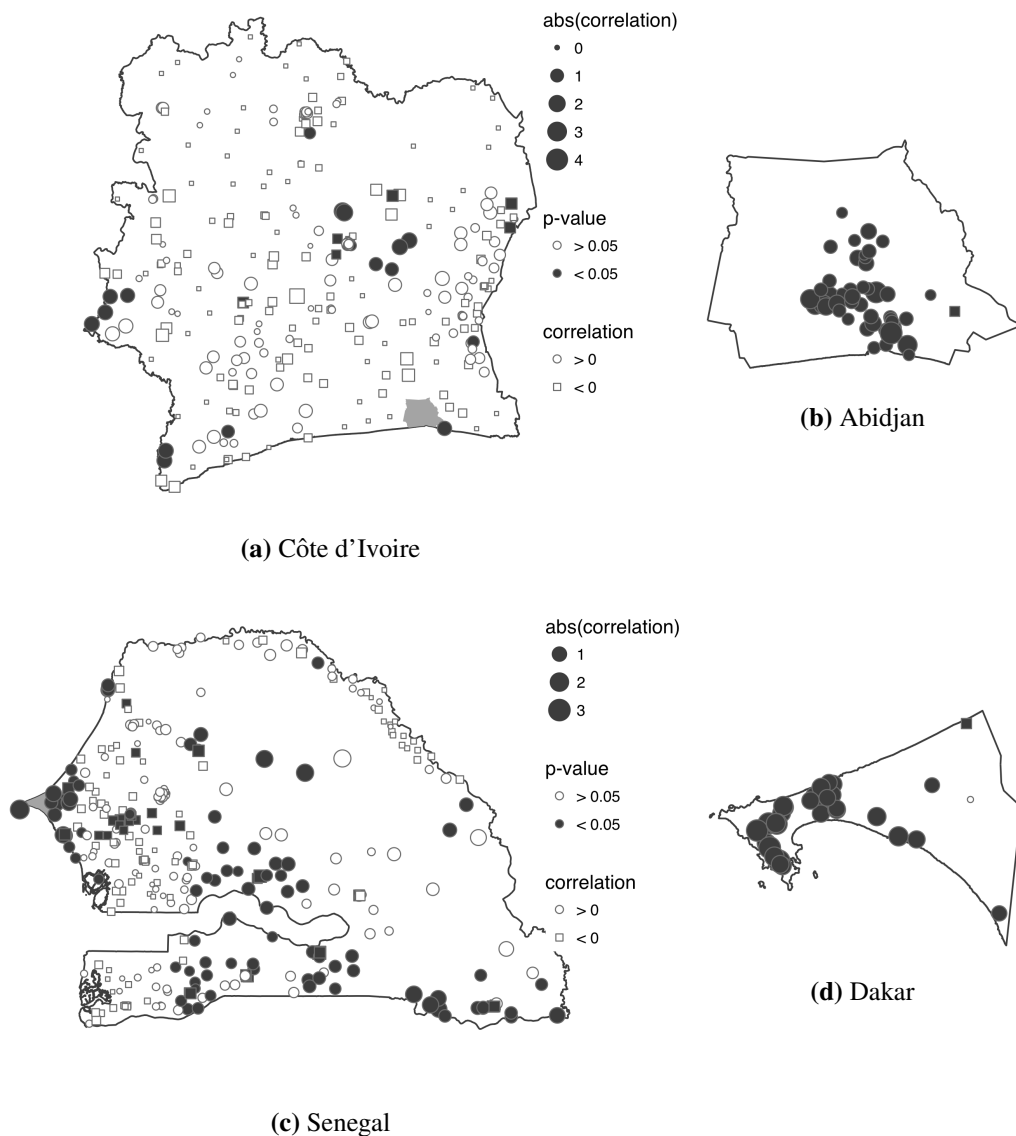 abs(correlation)
0
1
2
3
4
p-value
> 0.05
< 0.05
correlation
> 0
< 0
(a) Côte d'Ivoire
(b) Abidjan
abs(correlation)
1
2
3
p-value
> 0.05
< 0.05
correlation
> 0
< 0
(c) Senegal
(d) Dakar